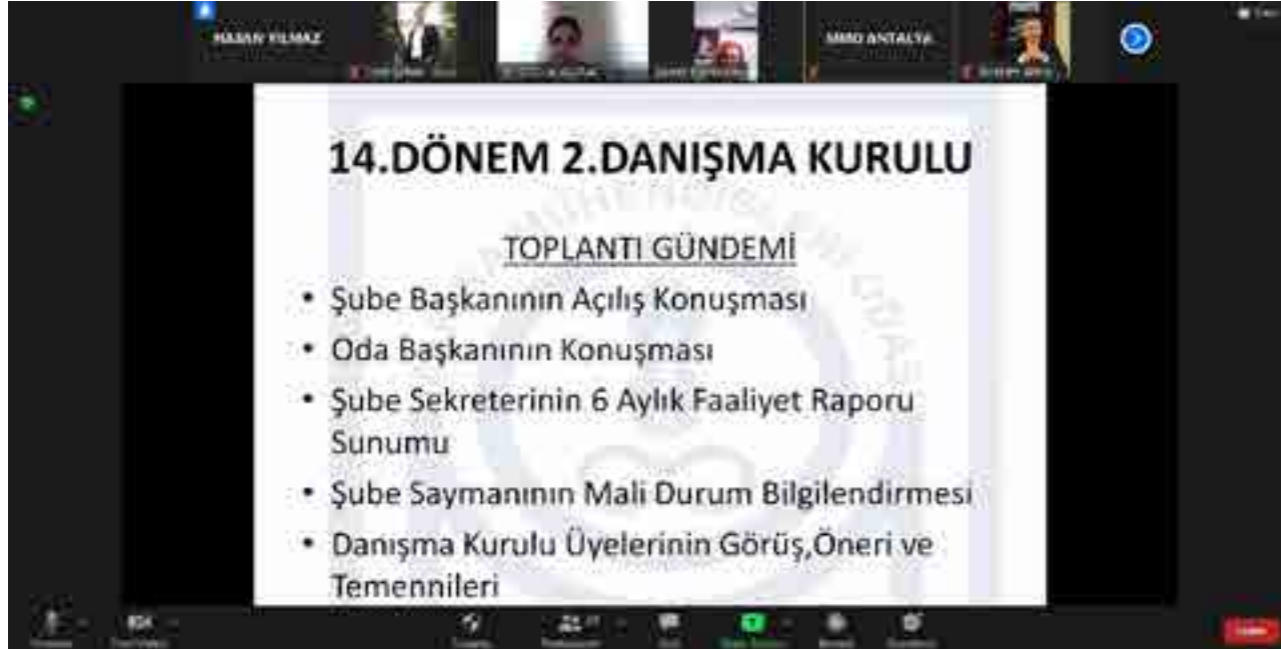 HASAN YILMAZ
MMO ANTALYA
14.DÖNEM 2.DANIŞMA KURULU
TOPLANTI GÜNDEMİ
• Şube Başkanının Açılış Konuşması
• Oda Başkanının Konuşması
• Şube Sekreterinin 6 Aylık Faaliyet Raporu
Sunumu
• Şube Saymanının Mali Durum Bilgilendirmesi
• Danışma Kurulu Üyelerinin Görüş,Öneri ve
Temennileri